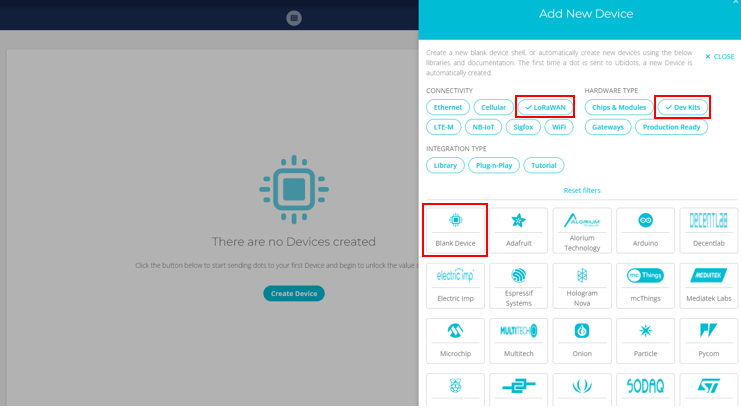 Add New Device
Create a new blank device shell, or automatically create new devices using the below
libraries and documentation. The first time a dot is sent to Ubidots, a new Device is
automatically created.
× CLOSE
CONNECTIVITY
HARDWARE TYPE
Ethernet
Cellular
LoRaWAN
Chips & Modules
Dev Kits
LTE-M
NB-IoT
Sigfox
WiFi
Gateways
Production Ready
INTEGRATION TYPE
Library
Plug-n-Play
Tutorial
Reset filters
There are no Devices created
Click the button below to start sending dots to your first Device and begin to unlock the value
Create Device
ALORIUM
DECENTLAB
Blank Device
Adafruit
Alorium
Technology
Arduino
Decentlab
electric imp
mc Things
MEDIATEK
Electric Imp
Espressif
Systems
Hologram
Nova
mcThings
Mediatek Labs
MULTITECH
Microchip
Multitech
Onion
Particle
Pycom
SODAQ